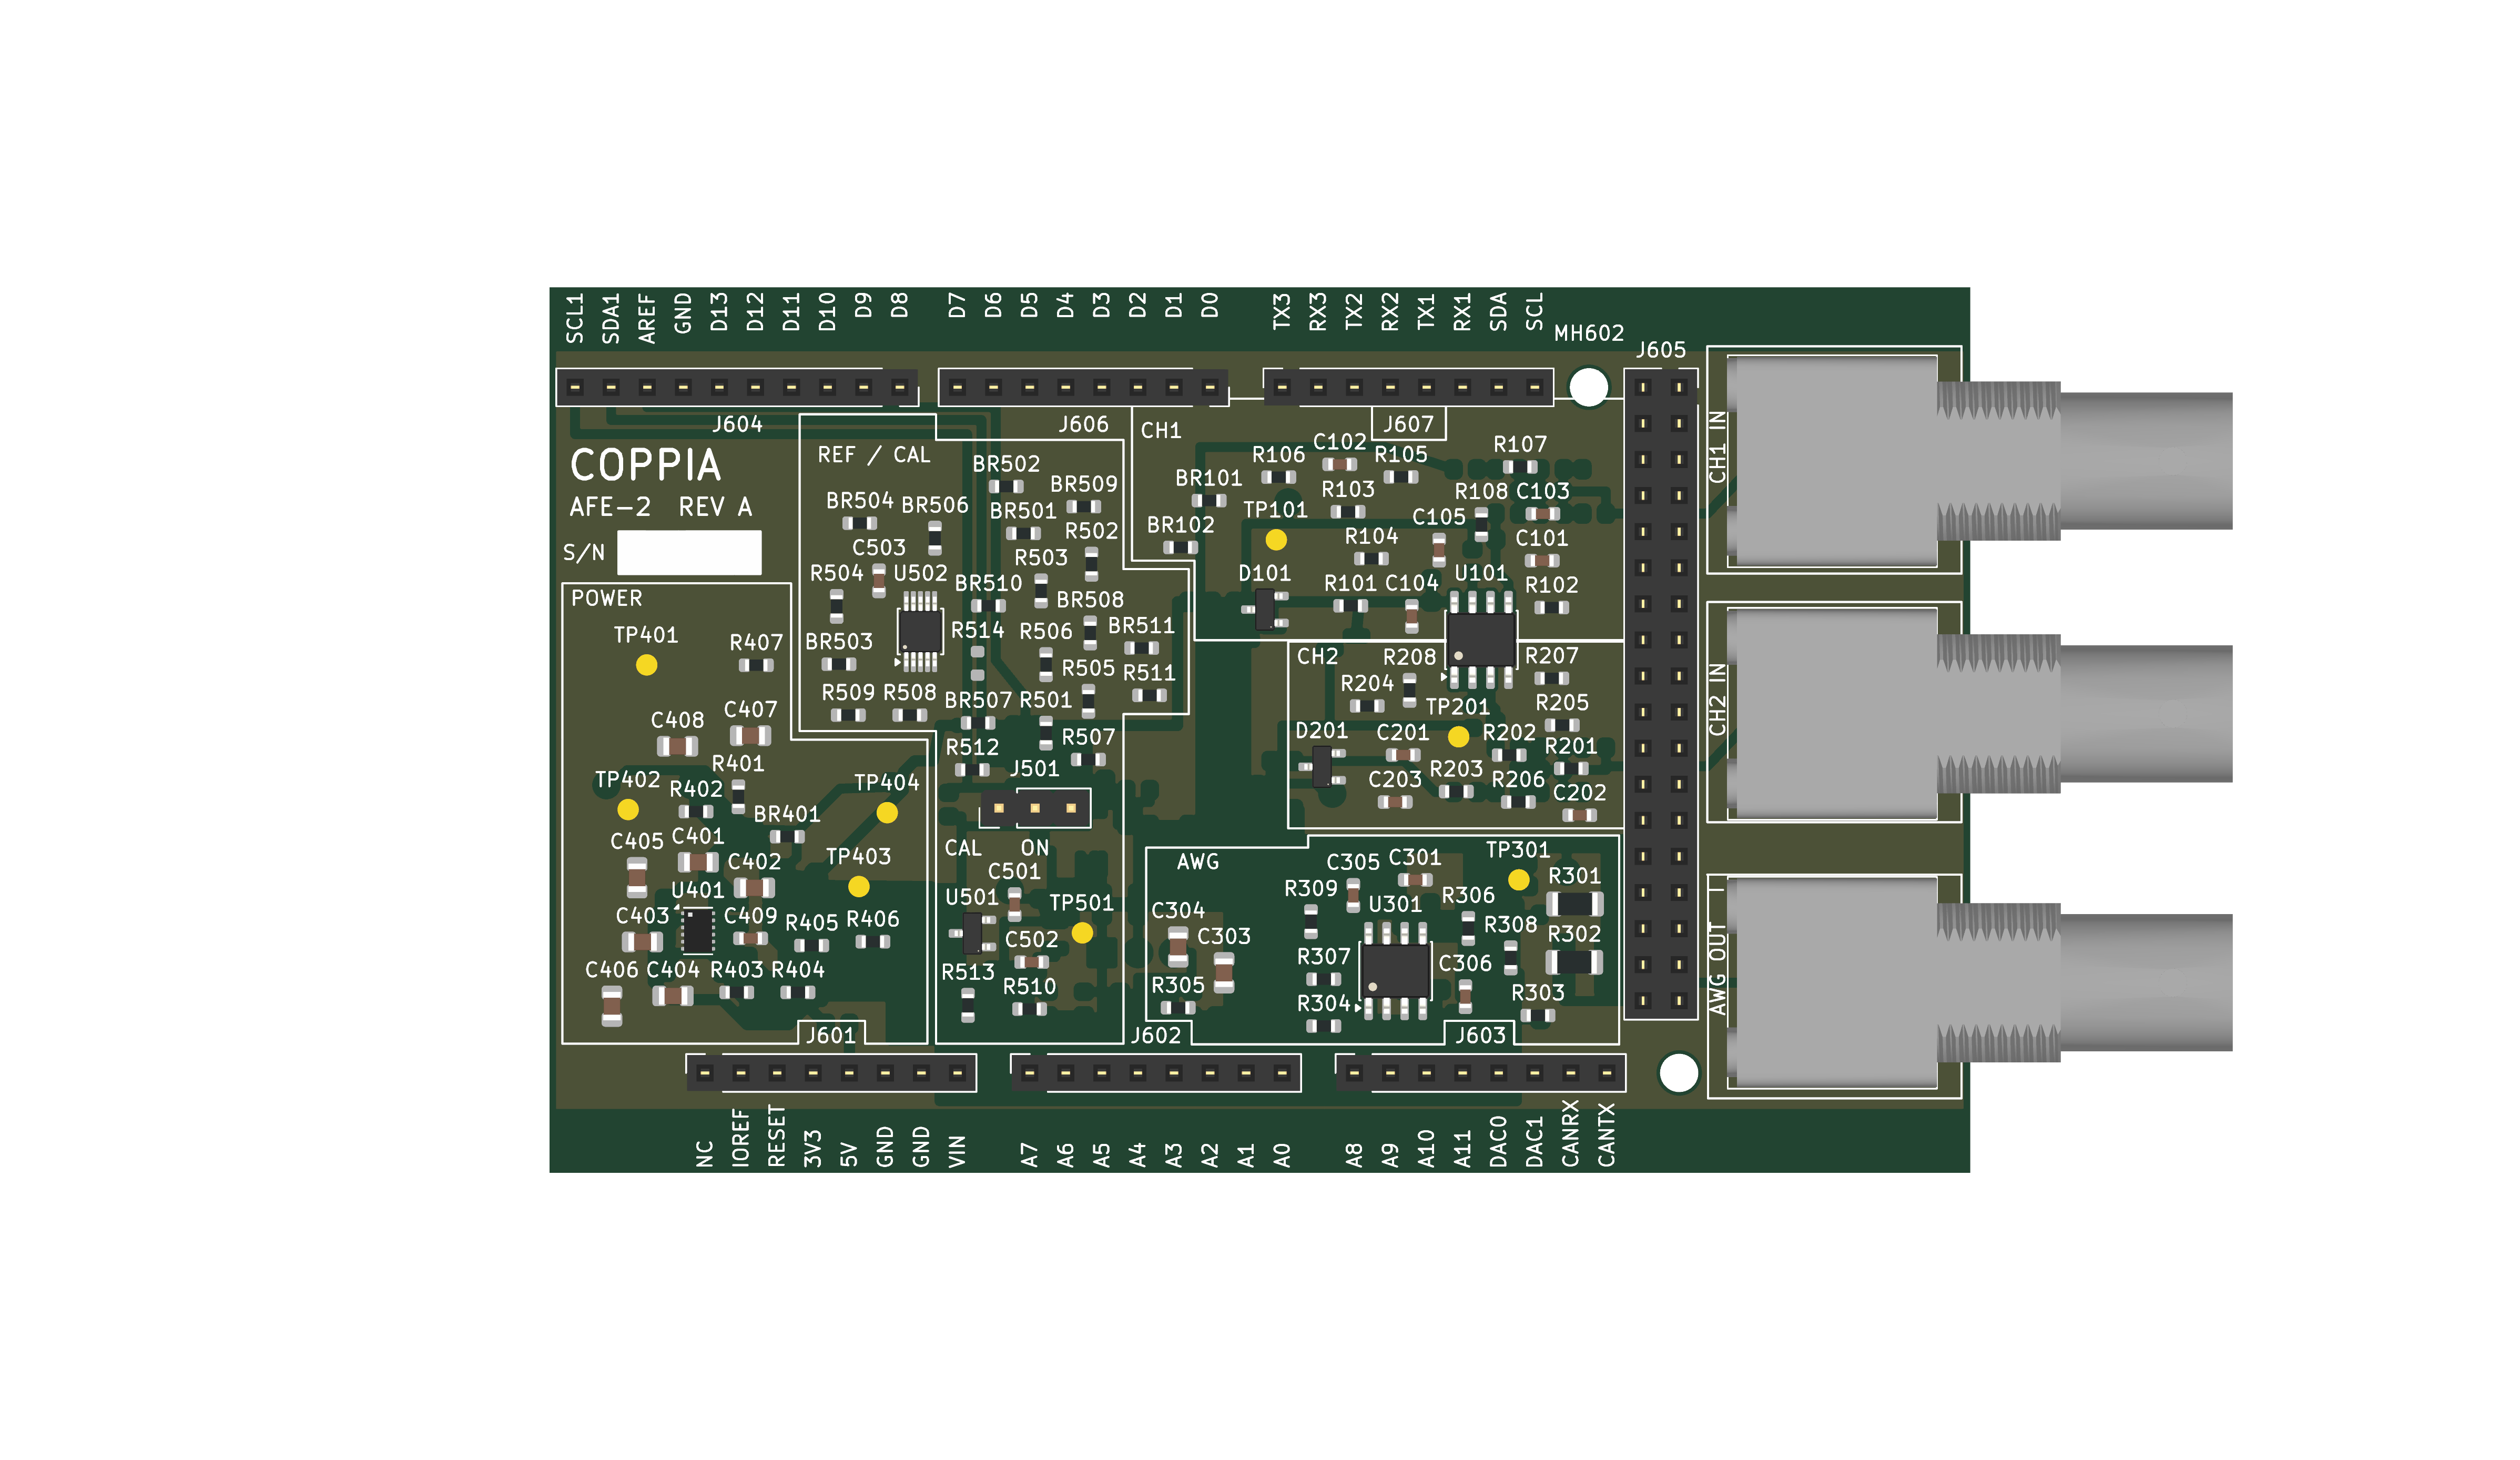 SCL1 SDA1 AREF GND D13 D12 D11 D10 D9 D8 D7 D6 D5 D4 D3 D2 D1 D0 TX3 RX3 TX2 RX2 TX1 RX1 SDA SCL
MH602
J605
J604 J606 J607
CH1
COPPIA
AFE-2 REV A
S/N
REF / CAL
BR502
BR509
BR504
BR506
BR501
R502
C503
R503
R504
U502
BR510
BR508
R514
R506
BR511
BR503
R505
R511
R509
R508
BR507
R501
R512
R507
J501
CAL ON
C501
U501
TP501
C502
R513
R510
R106
C102
R105
R107
BR101
R103
R108
C103
TP101
C105
BR102
R104
C101
D101
R101
C104
U101
R102
CH1 IN
CH2
R208
R207
R204
TP201
R205
D201
C201
R202
R201
R203
C203
R206
C202
CH2 IN
POWER
TP401
R407
C408
C407
R401
TP402
R402
TP404
BR401
C405
C401
C402
TP403
U401
C403
C409
R405
R406
C406
C404
R403
R404
AWG
C305
C301
TP301
R309
R306
R301
U301
C304
R308
C303
R302
R307
C306
R305
R304
R303
AWG OUT 1
J601 J602 J603
NC IOREF RESET 3V3 5V GND GND VIN A7 A6 A5 A4 A3 A2 A1 A0 A8 A9 A10 A11 DAC0 DAC1 CANRX CANTX